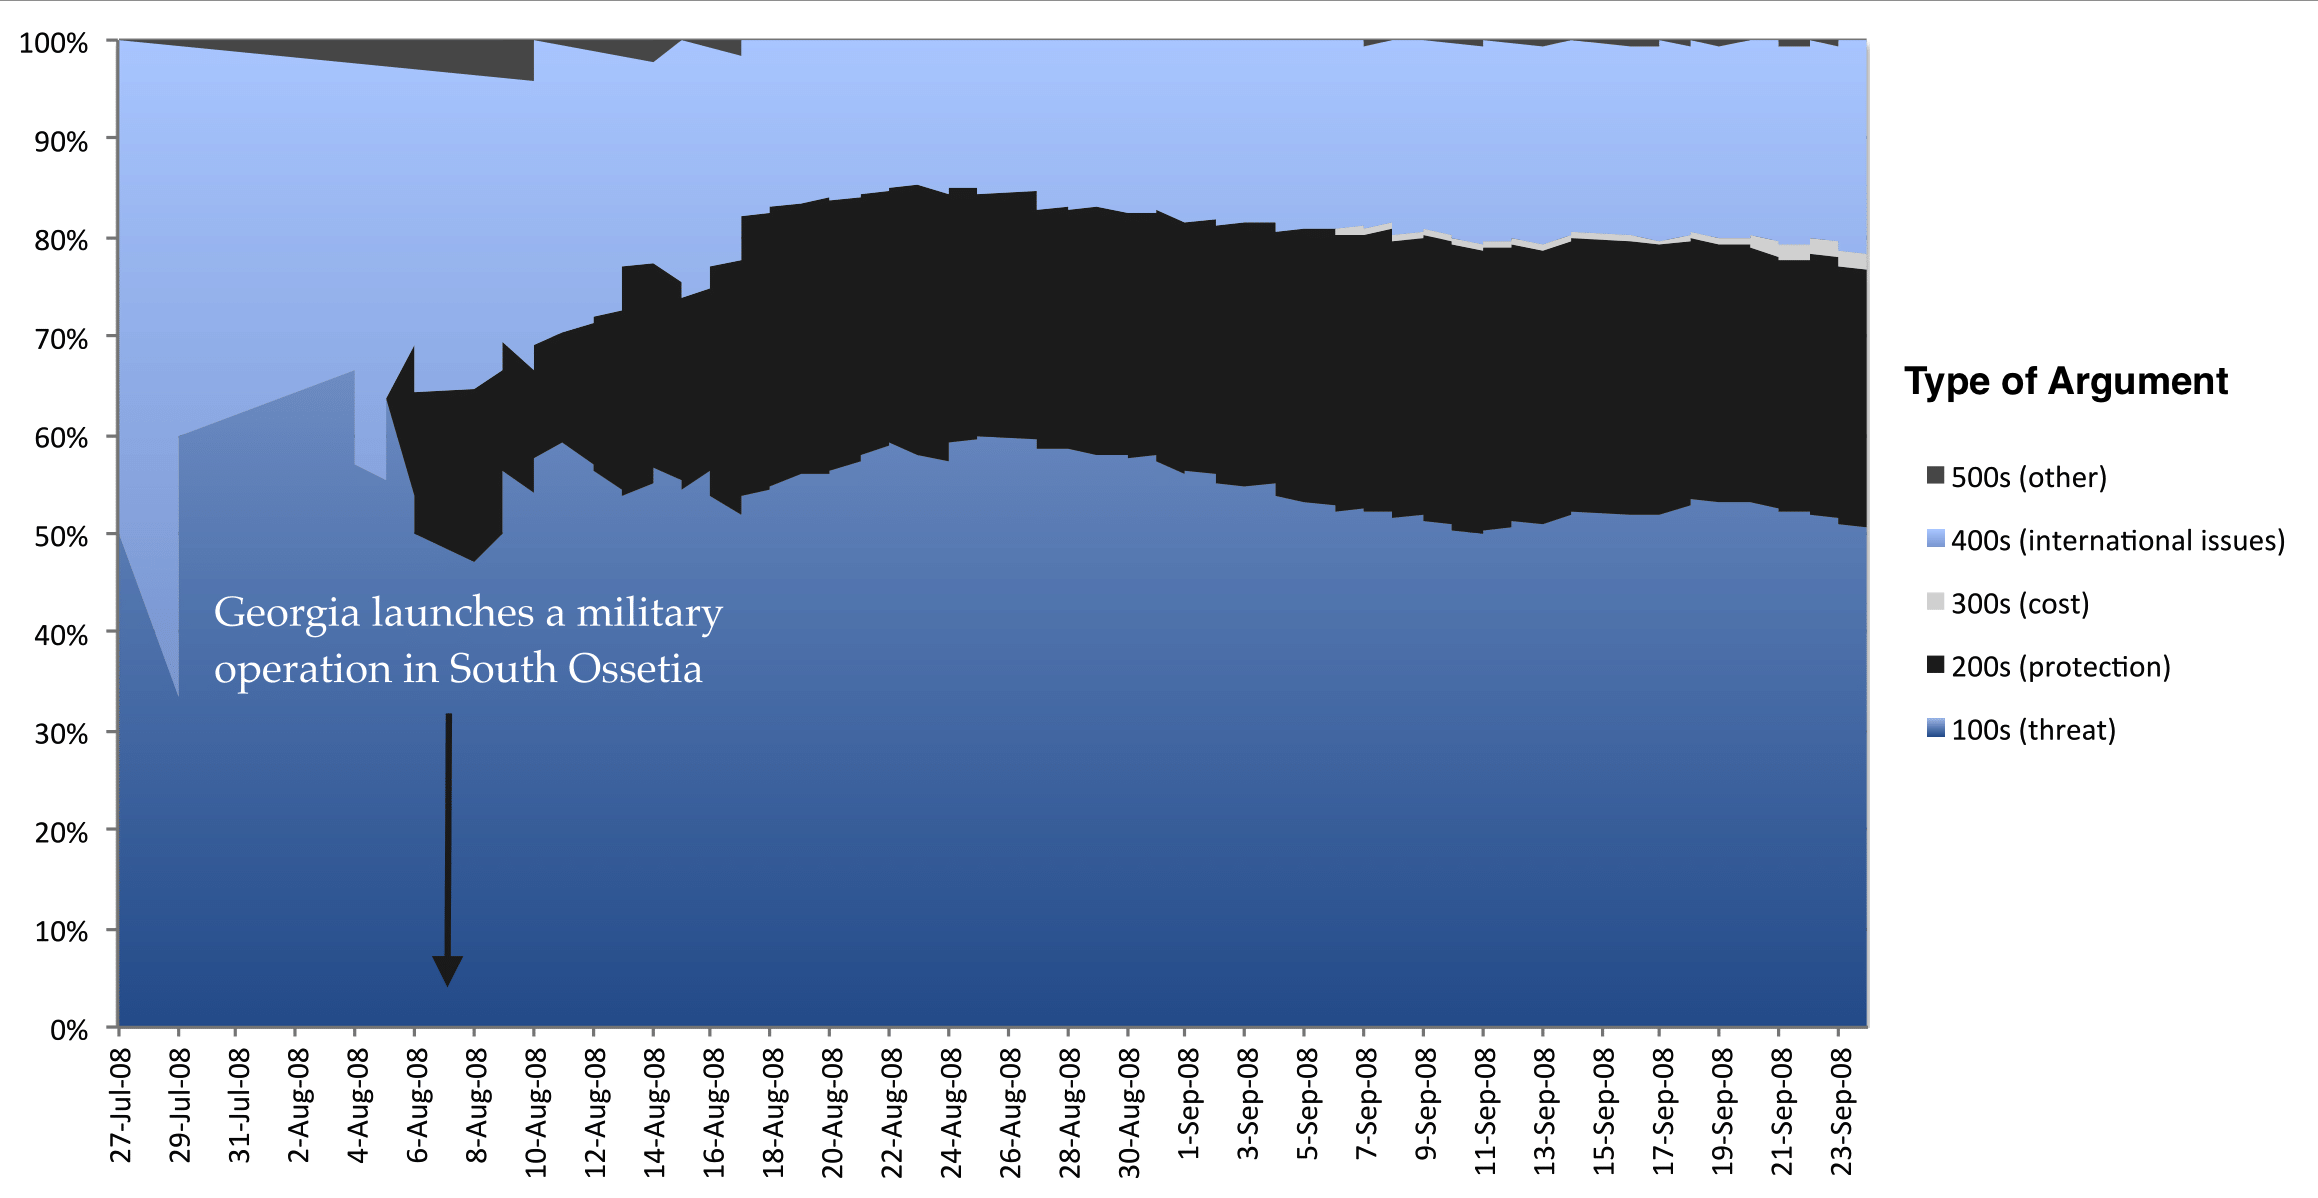 100%
90%
80%
70%
60%
50%
40%
30%
20%
10%
0%
Georgia launches a military
operation in South Ossetia
27-Jul-08
29-Jul-08
31-Jul-08
2-Aug-08
4-Aug-08
6-Aug-08
8-Aug-08
10-Aug-08
12-Aug-08
14-Aug-08
16-Aug-08
18-Aug-08
20-Aug-08
22-Aug-08
24-Aug-08
26-Aug-08
28-Aug-08
30-Aug-08
1-Sep-08
3-Sep-08
5-Sep-08
7-Sep-08
9-Sep-08
11-Sep-08
13-Sep-08
15-Sep-08
17-Sep-08
19-Sep-08
21-Sep-08
23-Sep-08
Type of Argument
500s (other)
400s (international issues)
300s (cost)
200s (protection)
100s (threat)